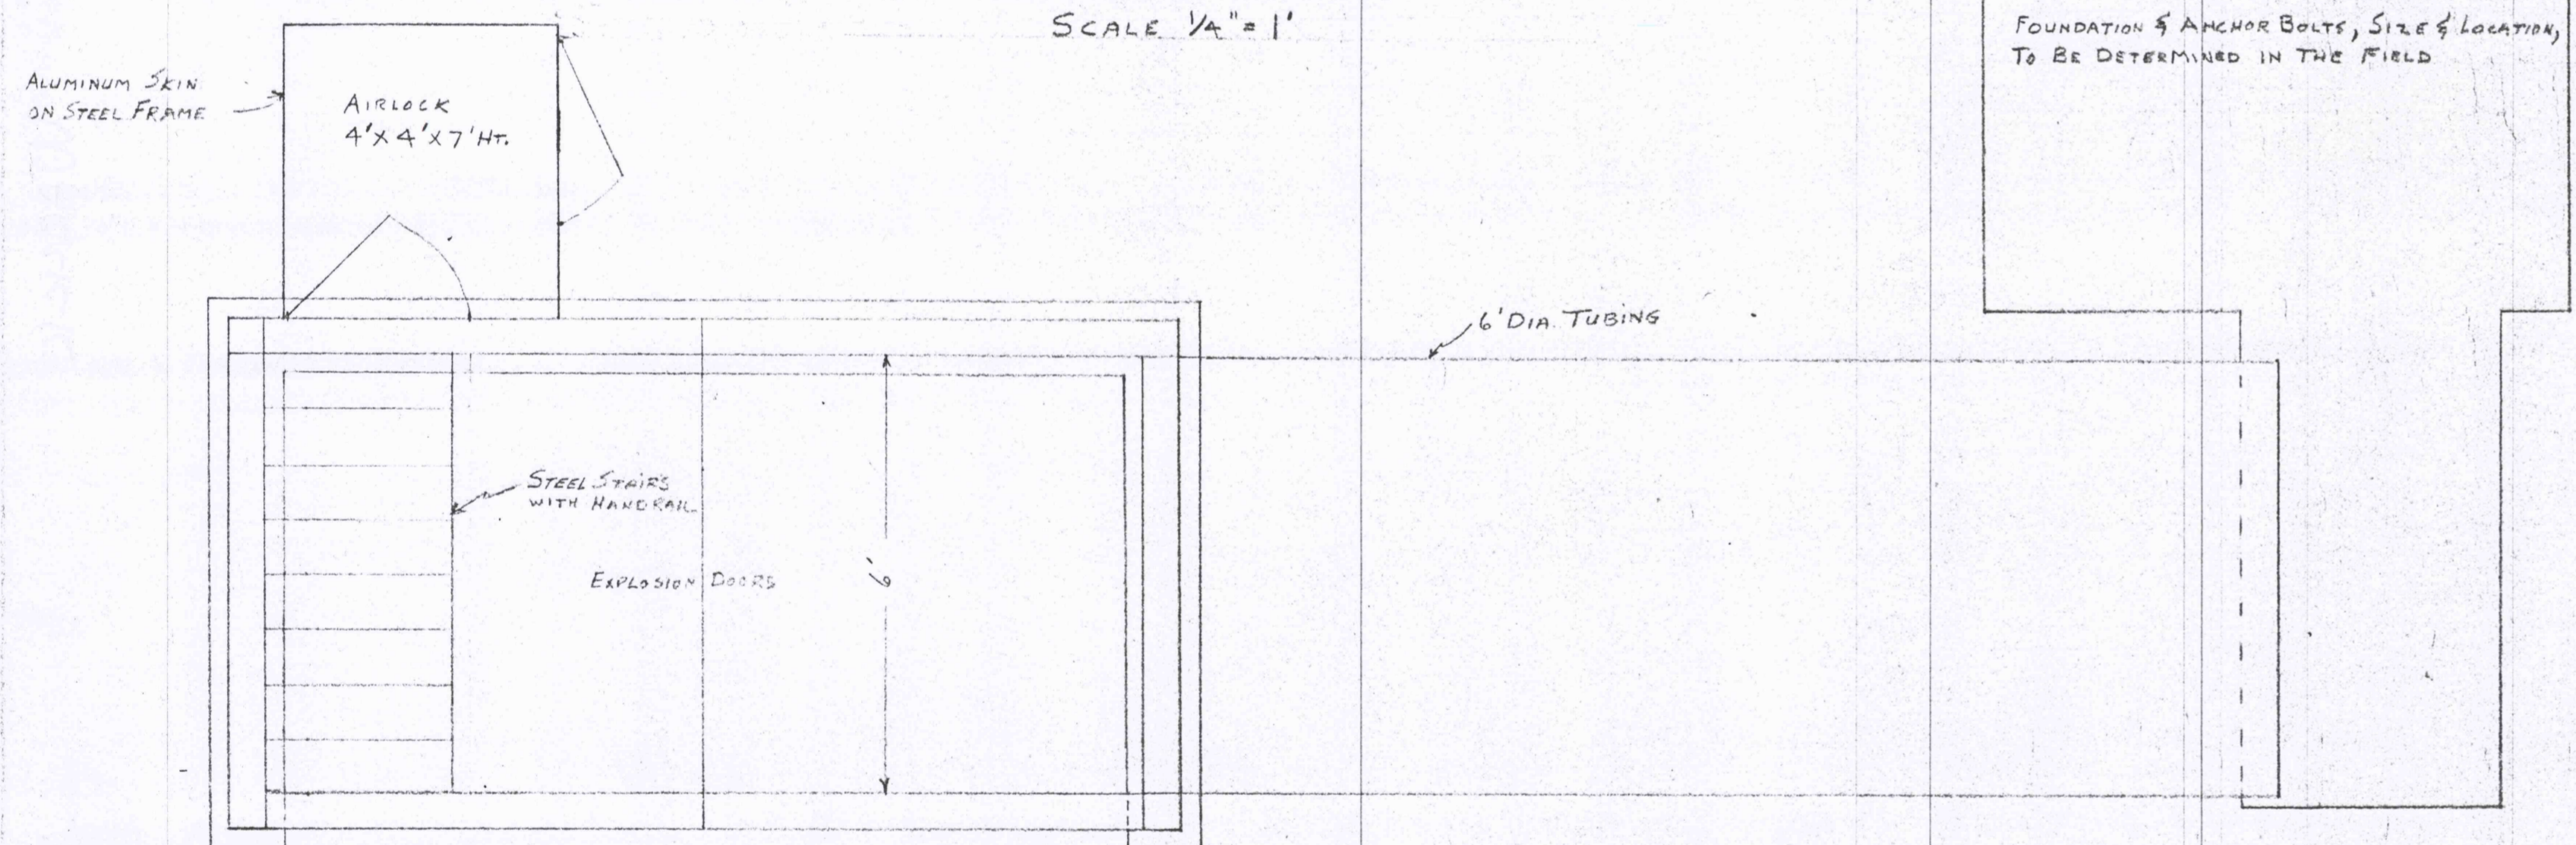 SCALE 1/4" = 1'
FOUNDATION & ANCHOR BOLTS, SIZE & LOCATION,
TO BE DETERMINED IN THE FIELD
ALUMINUM SKIN
ON STEEL FRAME
AIRLOCK
4'X4'X7'HT.
6'DIA. TUBING
STEEL STAIRS
WITH HANDRAIL
EXPLOSION DOORS
6'